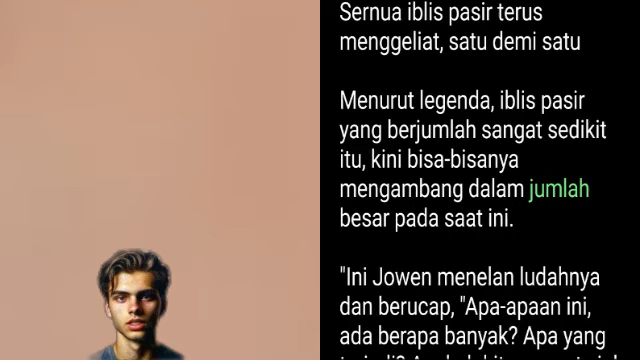 Sernua iblis pasir terus
menggeliat, satu demi satu
Menurut legenda, iblis pasir
yang berjumlah sangat sedikit
itu, kini bisa-bisanya
mengambang dalam jumlah
besar pada saat ini.
"Ini Jowen menelan ludahnya
dan berucap, "Apa-apaan ini,
ada berapa banyak? Apa yang